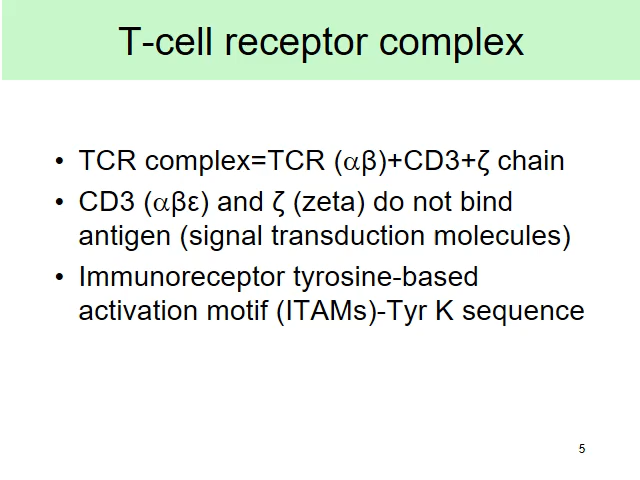 T-cell receptor complex
• TCR complex=TCR (αβ)+CD3+ζ chain
• CD3 (αβε) and ζ (zeta) do not bind
antigen (signal transduction molecules)
• Immunoreceptor tyrosine-based
activation motif (ITAMs)-Tyr K sequence
5